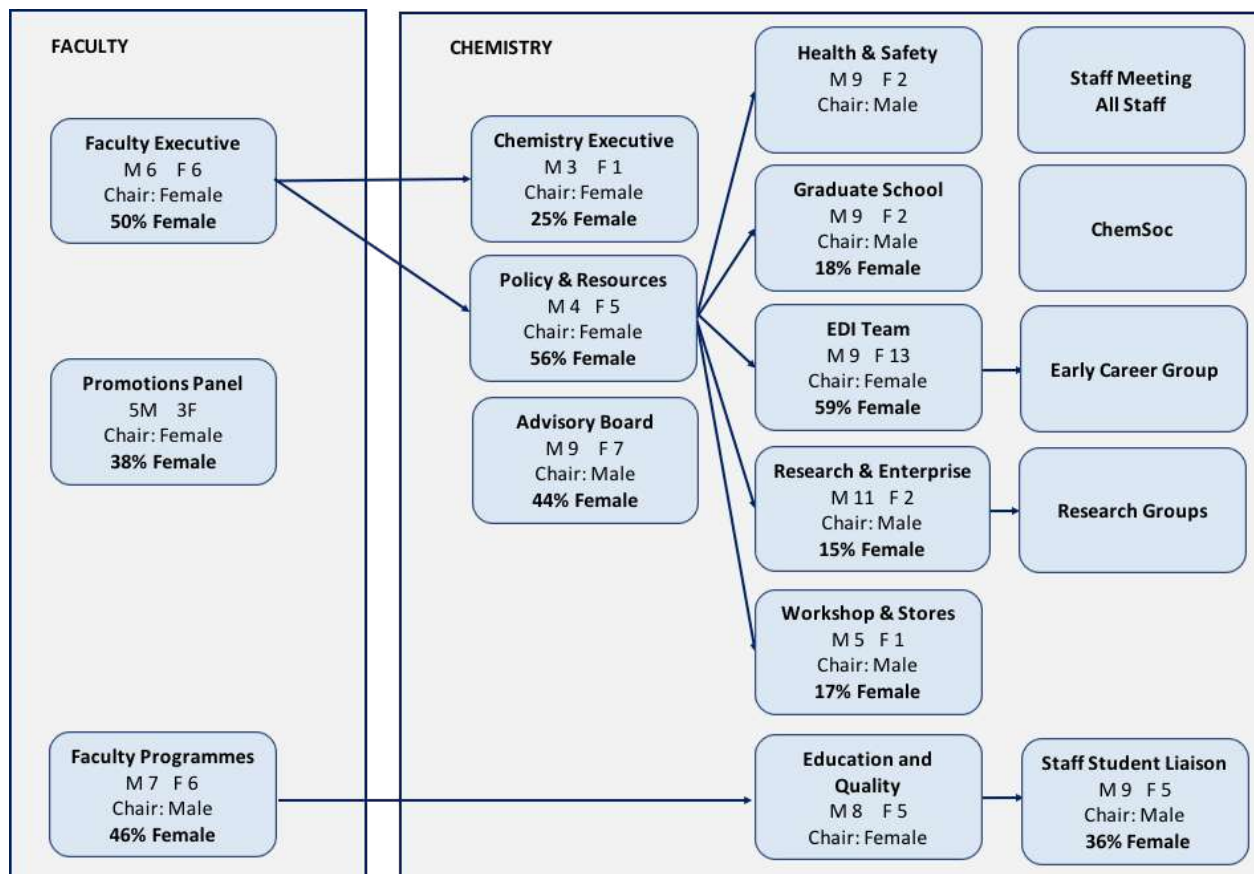 FACULTY
Faculty Executive
M 6 F 6
Chair: Female
50% Female
Promotions Panel
5M 3F
Chair: Female
38% Female
Faculty Programmes
M 7 F 6
Chair: Male
46% Female
CHEMISTRY
Chemistry Executive
M 3 F 1
Chair: Female
25% Female
Policy & Resources
M 4 F 5
Chair: Female
56% Female
Advisory Board
M 9 F 7
Chair: Male
44% Female
Health & Safety
M 9 F 2
Chair: Male
Graduate School
M 9 F 2
Chair: Male
18% Female
EDI Team
M 9 F 13
Chair: Female
59% Female
Research & Enterprise
M 11 F 2
Chair: Male
15% Female
Workshop & Stores
M 5 F 1
Chair: Male
17% Female
Education and
Quality
M 8 F 5
Chair: Female
Staff Meeting
All Staff
ChemSoc
Early Career Group
Research Groups
Staff Student Liaison
M 9 F 5
Chair: Male
36% Female